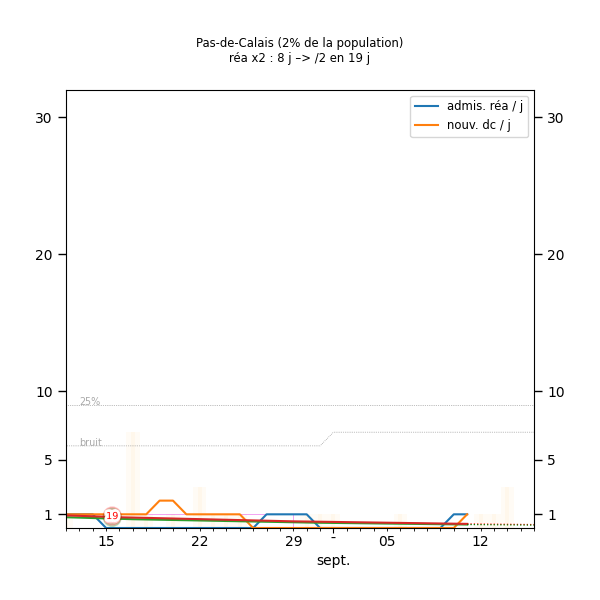 Pas-de-Calais (2% de la population)
réa x2 : 8 j –> /2 en 19 j
admis. réa / j
nouv. dc / j
30 30
20 20
10 10
25%
bruit
5 5
1 19 1
15 22 29 - 05 12
sept.